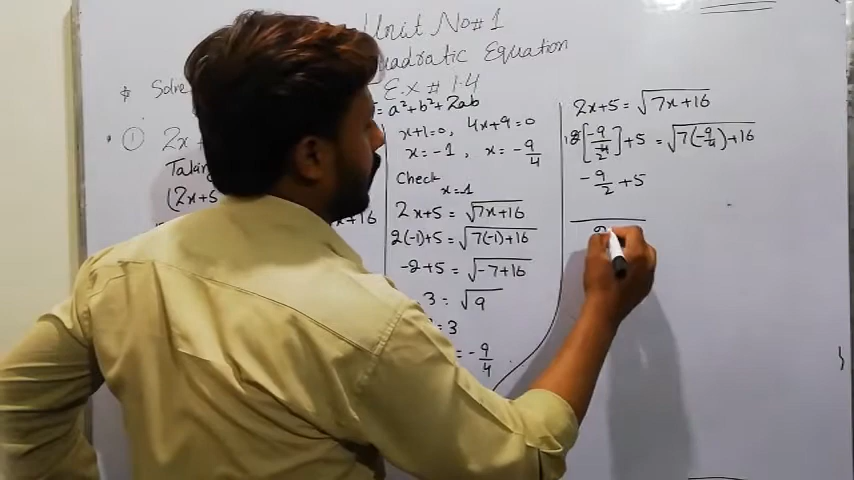 Unit No # 1
Quadratic Equation
* Solve
EX # 1.4
① 2x+
Taking
(2x+5
x+16
= a²+b²+2ab
x+1=0, 4x+9=0
x=-1, x=-9/4
Check
x=-1
2x+5 = √7x+16
2(-1)+5 = √7(-1)+16
-2+5 = √-7+16
3 = √9
= 3
= -9/4
2x+5 = √7x+16
2[-9/4]+5 = √7(-9/4)+16
2
-9/2 +5